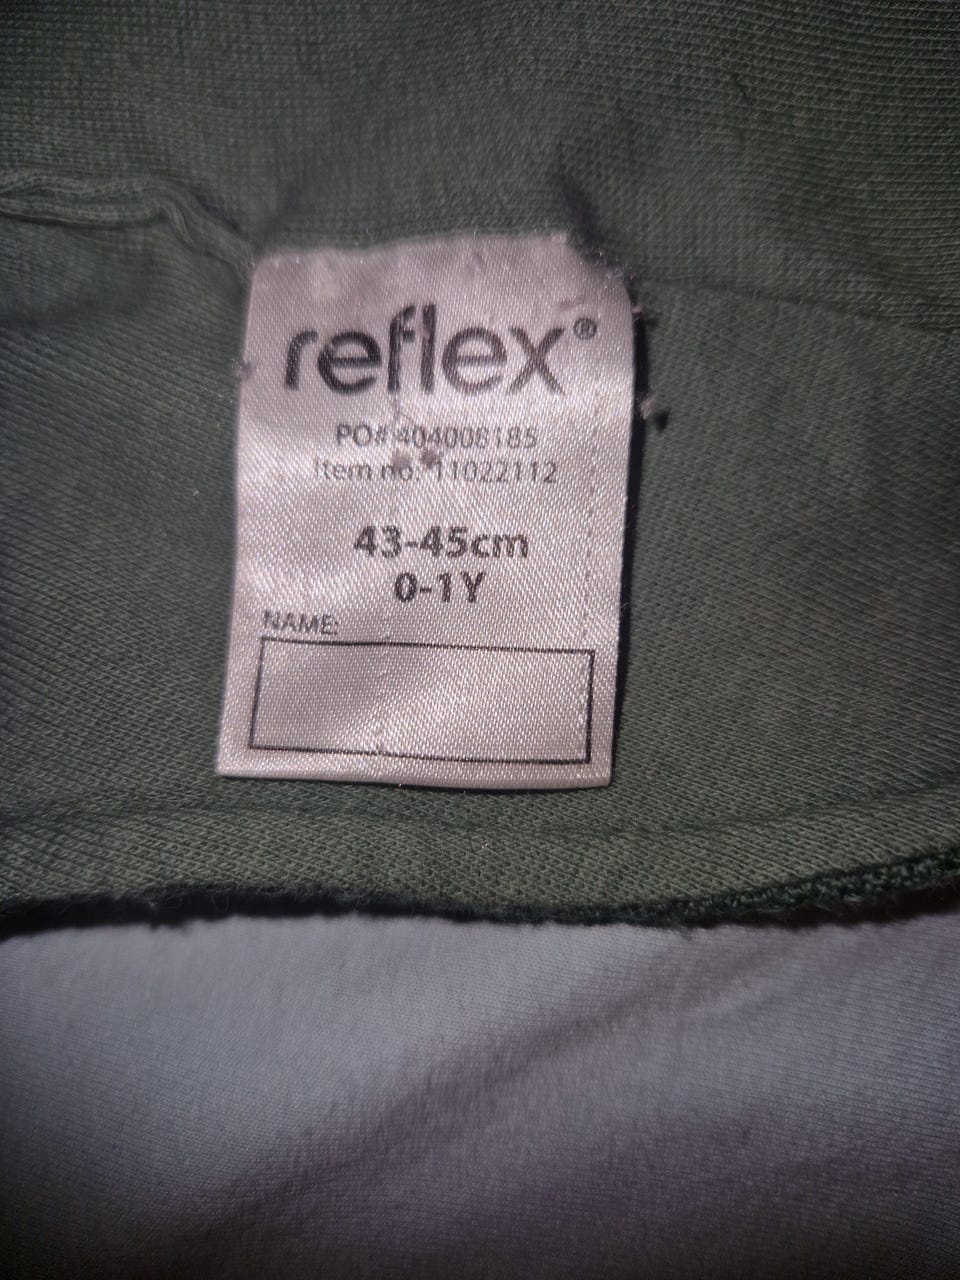 reflex®
PO# 404008185
Item no: 11022112
43-45cm
0-1Y
NAME: